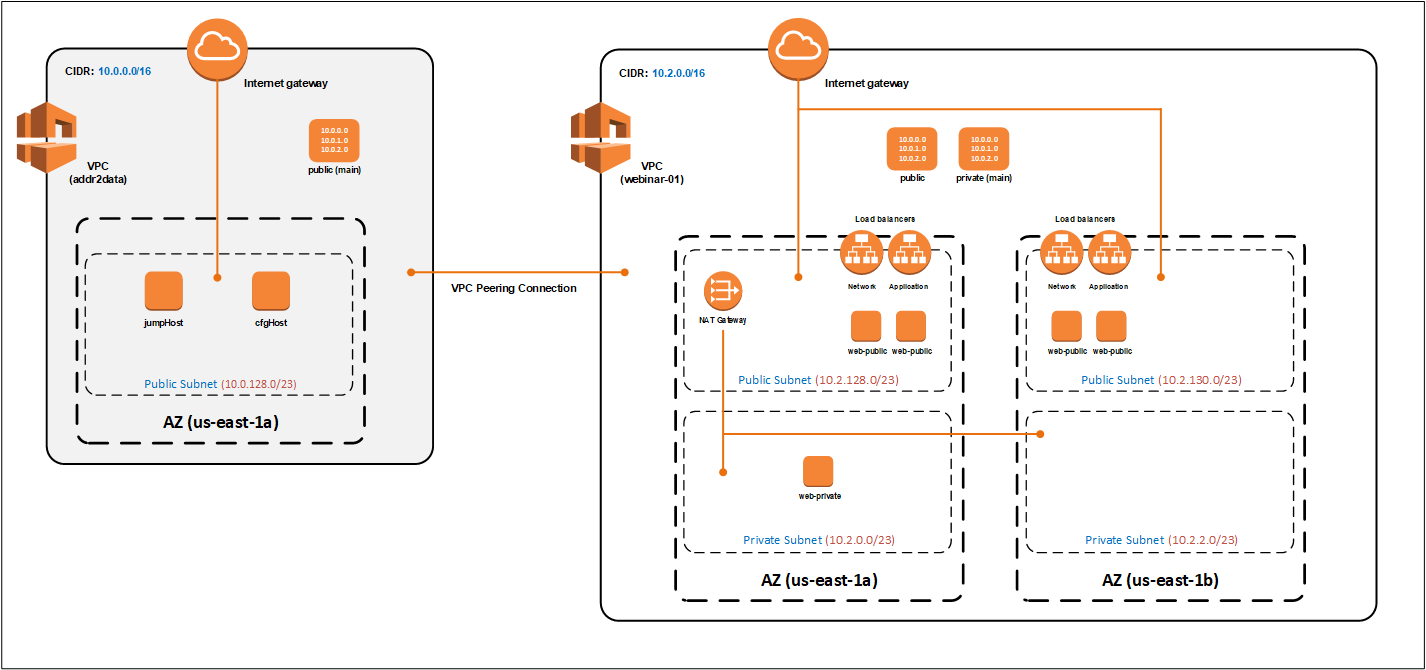 CIDR: 10.0.0.0/16
Internet gateway
10.0.0.0
10.0.1.0
10.0.2.0
public (main)
VPC
(addr2data)
jumpHost
cfgHost
Public Subnet (10.0.128.0/23)
AZ (us-east-1a)
VPC Peering Connection
CIDR: 10.2.0.0/16
Internet gateway
VPC
(webinar-01)
10.0.0.0
10.0.1.0
10.0.2.0
public
10.0.0.0
10.0.1.0
10.0.2.0
private (main)
Load balancers
Network
Application
NAT Gateway
web-public
web-public
Public Subnet (10.2.128.0/23)
web-private
Private Subnet (10.2.0.0/23)
AZ (us-east-1a)
Load balancers
Network
Application
web-public
web-public
Public Subnet (10.2.130.0/23)
Private Subnet (10.2.2.0/23)
AZ (us-east-1b)